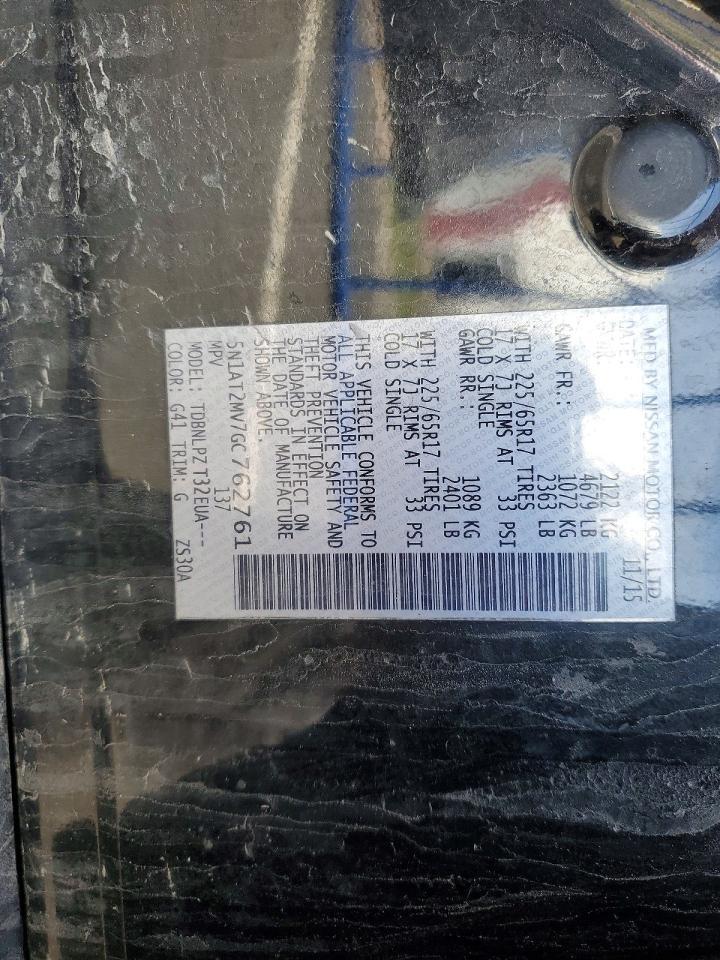 MFD BY NISSAN MOTOR CO., LTD.
DATE: 11/15
2122 KG
4679 LB
GAWR FR.: 1072 KG
2363 LB
WITH 225/65R17 TIRES
17 X 7J RIMS AT 33 PSI
COLD SINGLE
GAWR RR.: 1089 KG
2401 LB
WITH 225/65R17 TIRES
17 X 7J RIMS AT 33 PSI
COLD SINGLE
THIS VEHICLE CONFORMS TO
ALL APPLICABLE FEDERAL
MOTOR VEHICLE SAFETY AND
THEFT PREVENTION
STANDARDS IN EFFECT ON
THE DATE OF MANUFACTURE
SHOWN ABOVE.
5N1AT2MV7GC762761
MPV 137
MODEL: TDBNLPZT32EUA---
COLOR: G41 TRIM: G ZS30A